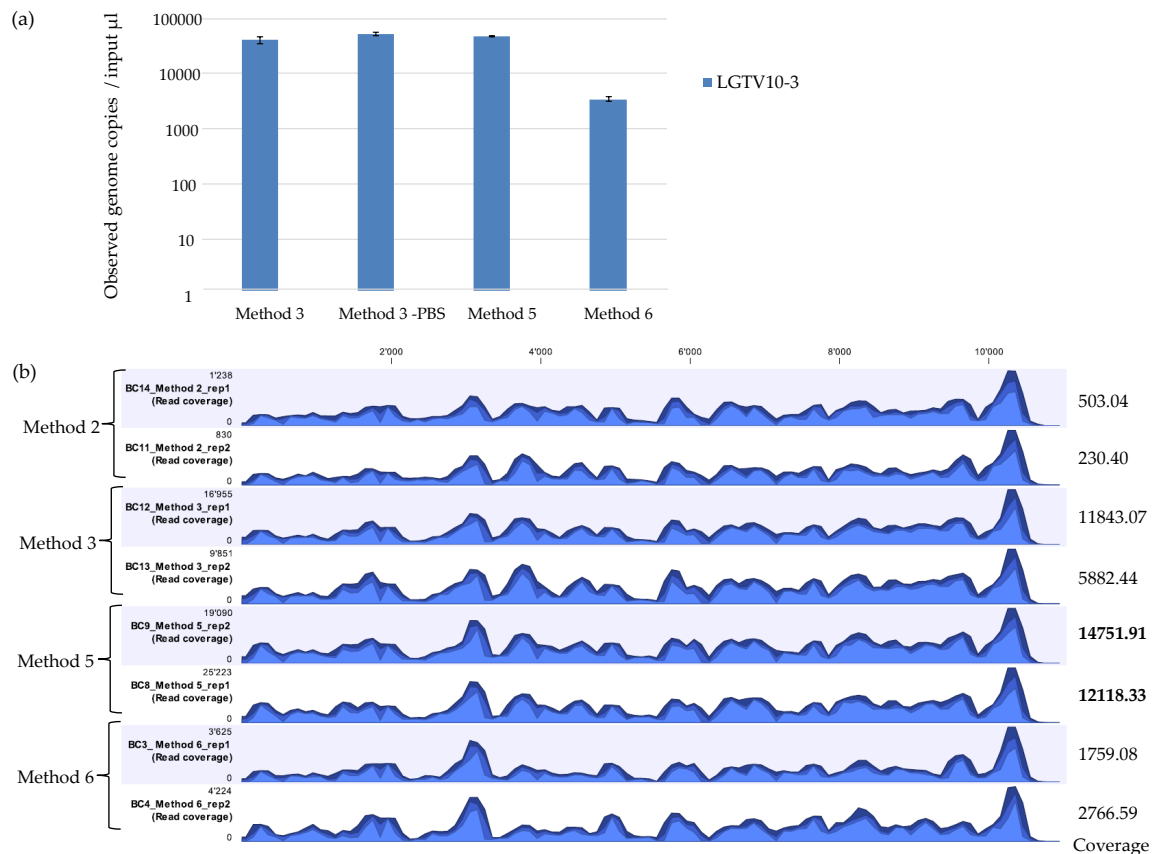 (a)
Observed genome copies / input µl
100000
10000
1000
100
10
1
Method 3
Method 3 -PBS
Method 5
Method 6
LGTV10-3
(b)
2'000
4'000
6'000
8'000
10'000
Method 2
1'238
BC14_Method 2_rep1
(Read coverage)
0
503.04
830
BC11_Method 2_rep2
(Read coverage)
0
230.40
Method 3
16'955
BC12_Method 3_rep1
(Read coverage)
0
11843.07
9'851
BC13_Method 3_rep2
(Read coverage)
0
5882.44
Method 5
19'090
BC9_Method 5_rep2
(Read coverage)
0
14751.91
25'223
BC8_Method 5_rep1
(Read coverage)
0
12118.33
Method 6
3'625
BC3_ Method 6_rep1
(Read coverage)
0
1759.08
4'224
BC4_Method 6_rep2
(Read coverage)
0
2766.59
Coverage